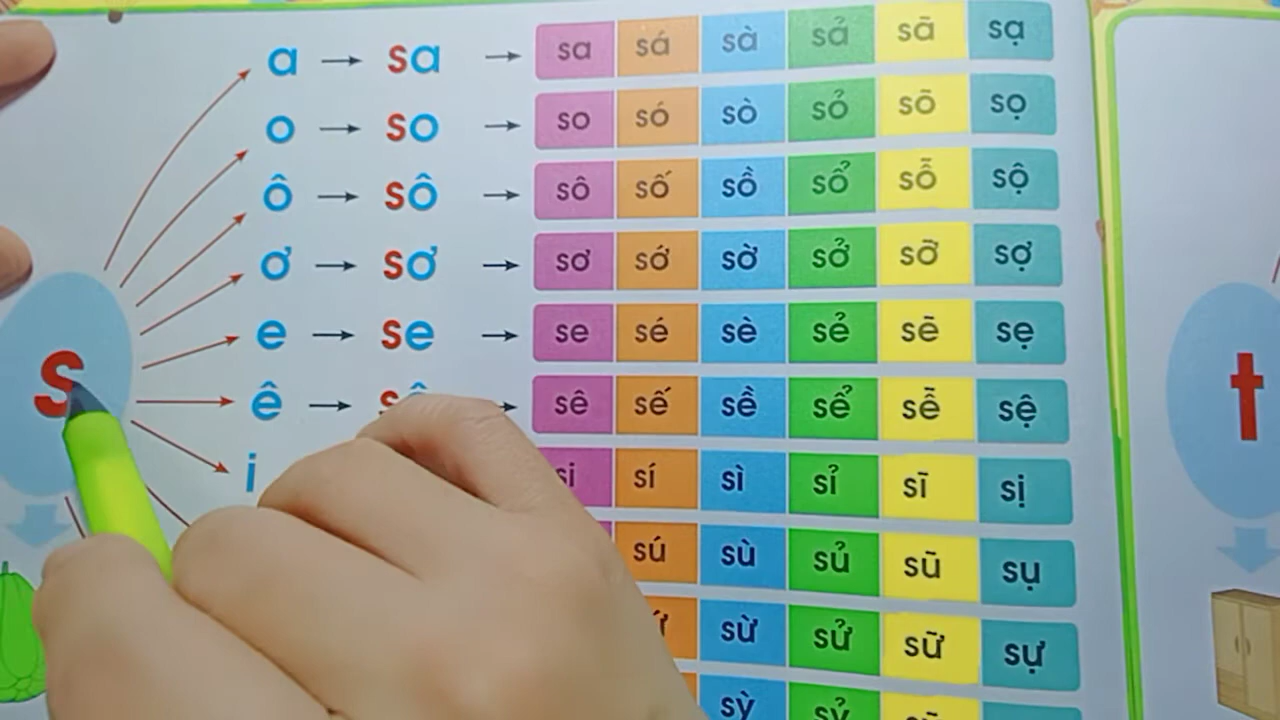 a → sa → sa sá sà sả sã sạ
o → so → so só sò sỏ sõ sọ
ô → sô → sô số sồ sổ sỗ sộ
ơ → sơ → sơ sớ sờ sở sỡ sợ
e → se → se sé sè sẻ sẽ sẹ
s
ê → sê → sê sế sề sể sễ sệ
t
i si sí sì sỉ sĩ sị
sú sù sủ sũ sụ
sừ sử sữ sự
sỳ sỷ